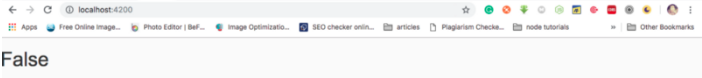 localhost:4200
Apps Free Online Image... Photo Editor | BeF... Image Optimizatio... SEO checker onlin... articles Plagiarism Checke... node tutorials » Other Bookmarks
False